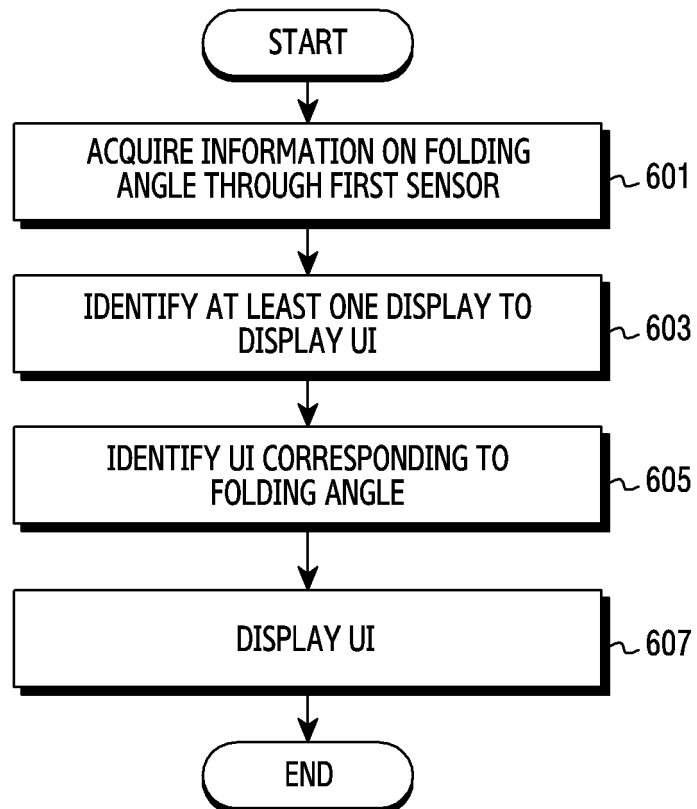 START
ACQUIRE INFORMATION ON FOLDING
ANGLE THROUGH FIRST SENSOR
601
IDENTIFY AT LEAST ONE DISPLAY TO
DISPLAY UI
603
IDENTIFY UI CORRESPONDING TO
FOLDING ANGLE
605
DISPLAY UI
607
END